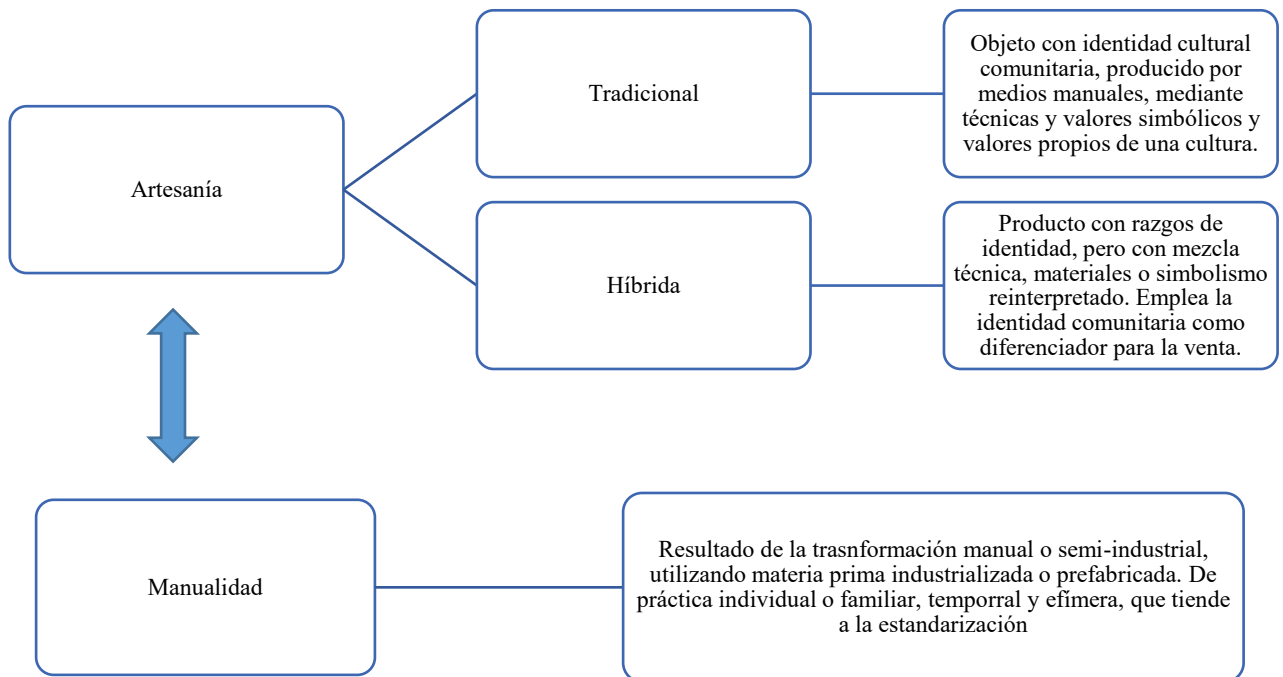 Artesanía
Tradicional
Objeto con identidad cultural
comunitaria, producido por
medios manuales, mediante
técnicas y valores simbólicos y
valores propios de una cultura.
Híbrida
Producto con razgos de
identidad, pero con mezcla
técnica, materiales o simbolismo
reinterpretado. Emplea la
identidad comunitaria como
diferenciador para la venta.
Manualidad
Resultado de la trasnformación manual o semi-industrial,
utilizando materia prima industrializada o prefabricada. De
práctica individual o familiar, temporral y efímera, que tiende
a la estandarización